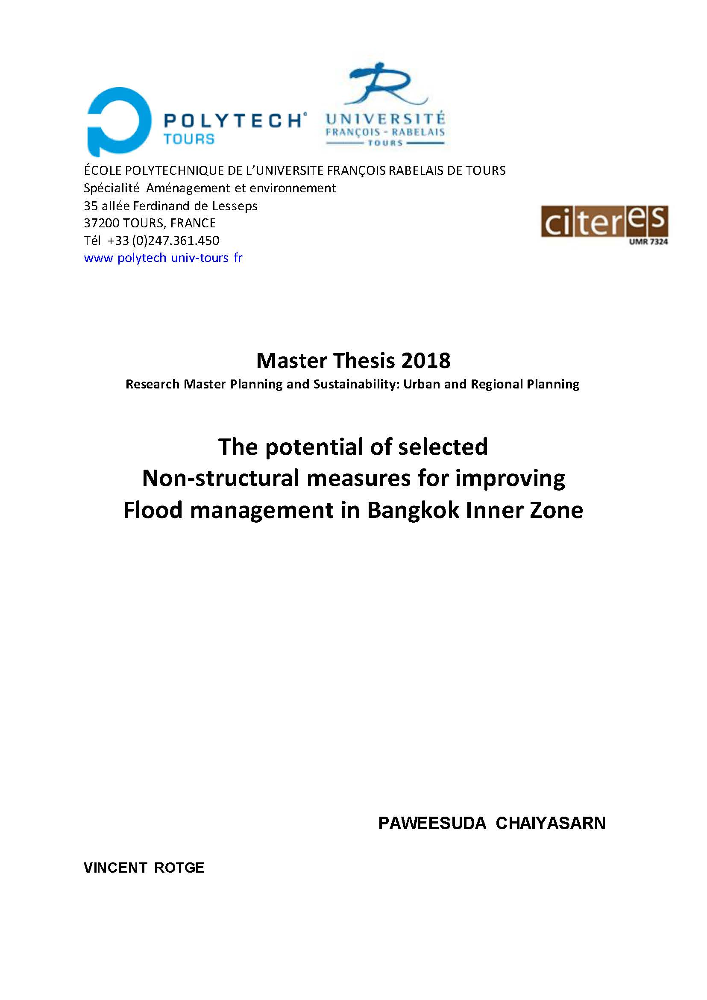 POLYTECH®
TOURS
UNIVERSITÉ
FRANÇOIS - RABELAIS
TOURS
ÉCOLE POLYTECHNIQUE DE L’UNIVERSITE FRANÇOIS RABELAIS DE TOURS
Spécialité Aménagement et environnement
35 allée Ferdinand de Lesseps
37200 TOURS, FRANCE
Tél +33 (0)247.361.450
www polytech univ-tours fr
citeres
UMR 7324
Master Thesis 2018
Research Master Planning and Sustainability: Urban and Regional Planning
The potential of selected
Non-structural measures for improving
Flood management in Bangkok Inner Zone
PAWEESUDA CHAIYASARN
VINCENT ROTGE